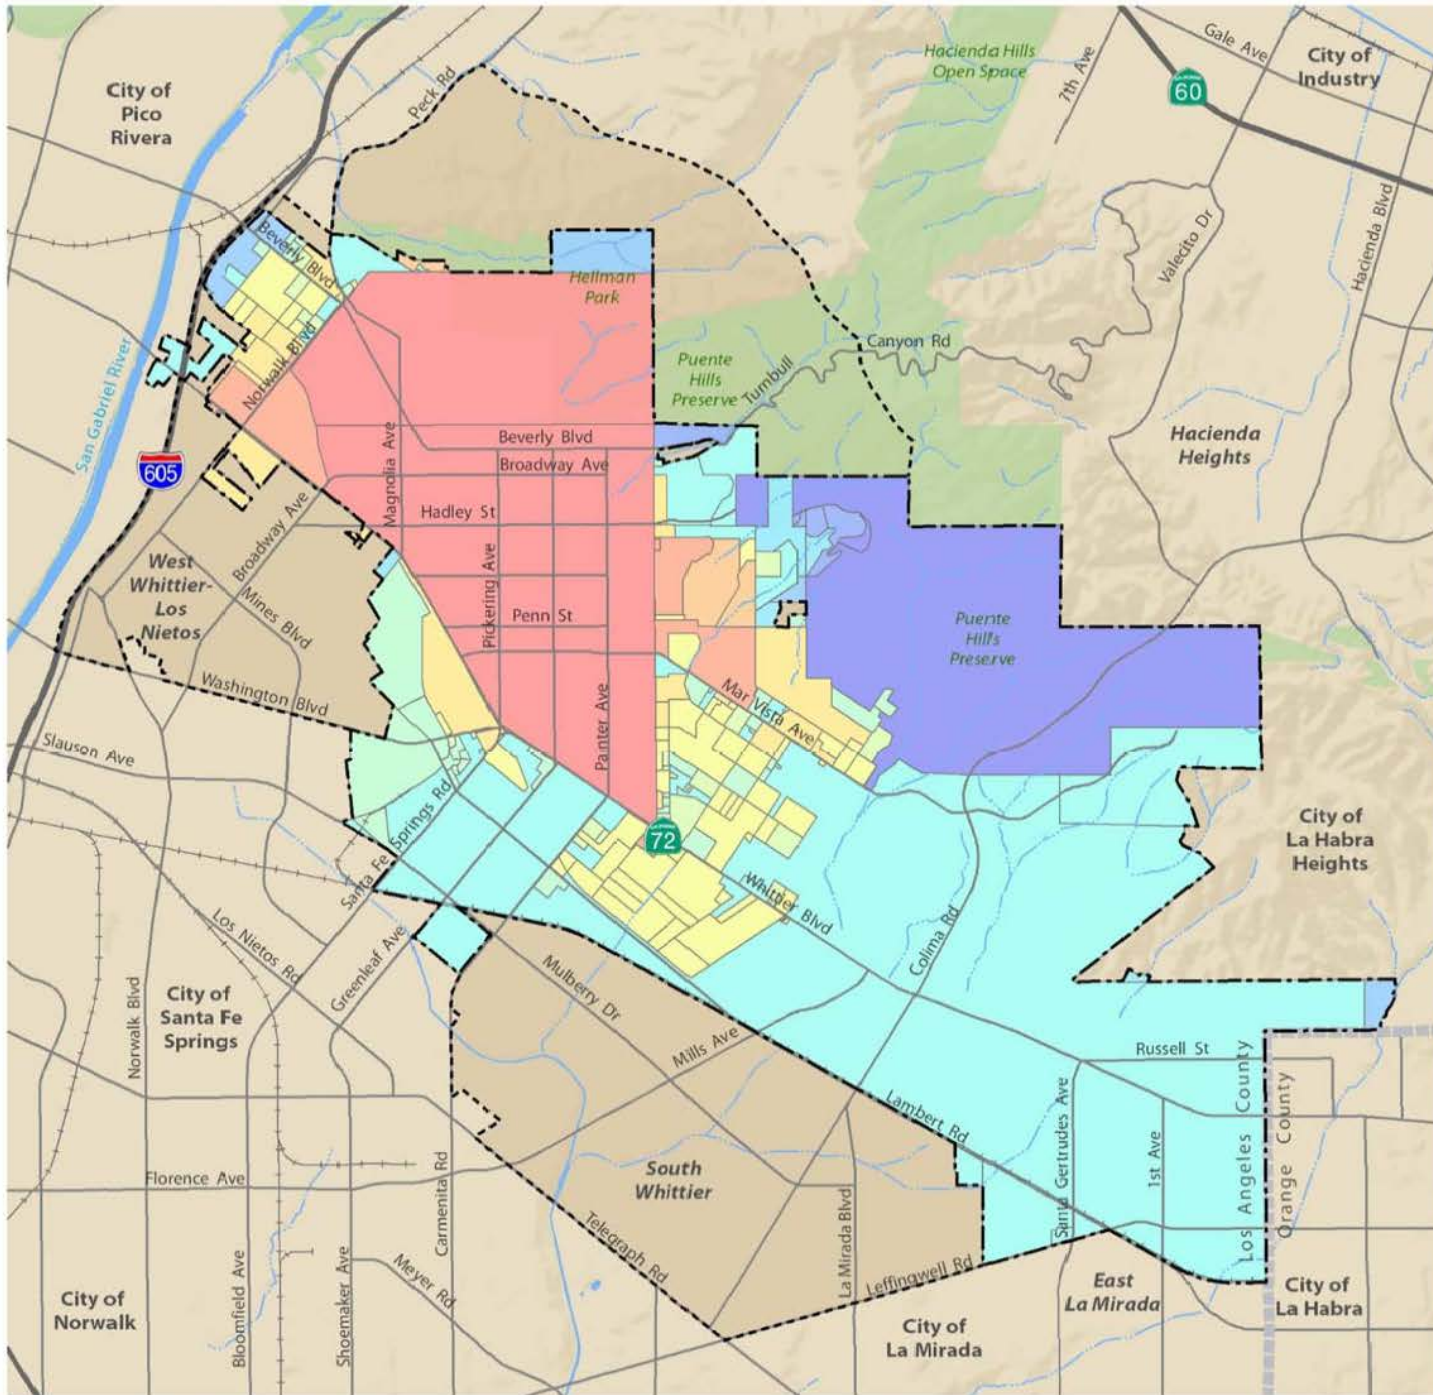 Hacienda Hills
Open Space
7th Ave
Gale Ave
City of
Industry
60
City of
Pico
Rivera
Peck Rd
Valecito Dr
Hacienda Blvd
Beverly Blvd
Hellman
Park
Norwalk Blvd
San Gabriel River
Puente
Hills
Preserve
Turnbull
Canyon Rd
605
Magnolia Ave
Beverly Blvd
Broadway Ave
Hadley St
Hacienda
Heights
West
Whittier-
Los
Nietos
Broadway Ave
Mines Blvd
Pickering Ave
Penn St
Puente
Hills
Preserve
Washington Blvd
Painter Ave
Mar Vista Ave
Slauson Ave
Santa Fe Springs Rd
CALIFORNIA
72
City of
La Habra
Heights
Whittier Blvd
Colima Rd
Los Nietos Rd
Greenleaf Ave
Mulberry Dr
Mills Ave
City of
Santa Fe
Springs
Norwalk Blvd
Russell St
Lambert Rd
Santa Gertrudes Ave
1st Ave
Los Angeles County
Orange County
Florence Ave
Carmenita Rd
South
Whittier
La Mirada Blvd
Telegraph Rd
Leffingwell Rd
Bloomfield Ave
Shoemaker Ave
Meyer Rd
City of
Norwalk
East
La Mirada
City of
La Habra
City of
La Mirada